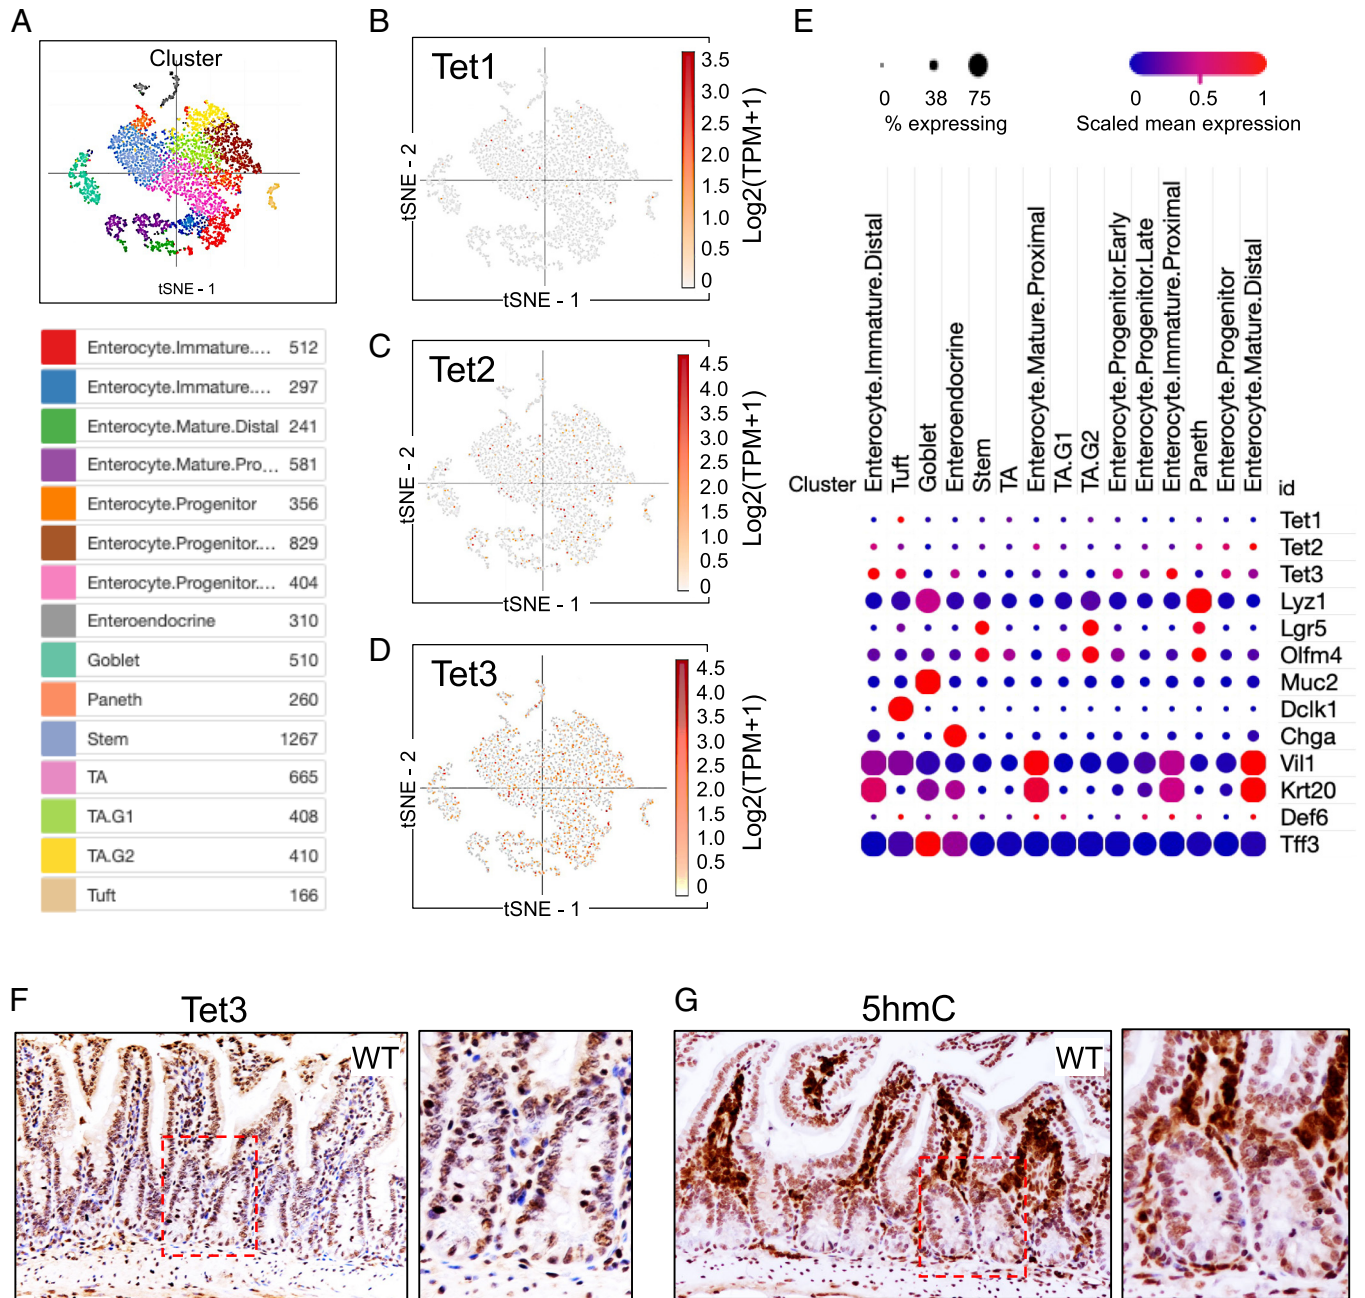 A
Cluster
tSNE - 1
Enterocyte.Immature.... 512
Enterocyte.Immature.... 297
Enterocyte.Mature.Distal 241
Enterocyte.Mature.Pro... 581
Enterocyte.Progenitor 356
Enterocyte.Progenitor.... 829
Enterocyte.Progenitor.... 404
Enteroendocrine 310
Goblet 510
Paneth 260
Stem 1267
TA 665
TA.G1 408
TA.G2 410
Tuft 166
B
Tet1
tSNE - 2
tSNE - 1
3.5
3.0
2.5
2.0
1.5
1.0
0.5
0
Log2(TPM+1)
C
Tet2
tSNE - 2
tSNE - 1
4.5
4.0
3.5
3.0
2.5
2.0
1.5
1.0
0.5
0
Log2(TPM+1)
D
Tet3
tSNE - 2
tSNE - 1
4.5
4.0
3.5
3.0
2.5
2.0
1.5
1.0
0.5
0
Log2(TPM+1)
E
0 38 75
% expressing
0 0.5 1
Scaled mean expression
Cluster
Enterocyte.Immature.Distal
Tuft
Goblet
Enteroendocrine
Stem
TA
Enterocyte.Mature.Proximal
TA.G1
TA.G2
Enterocyte.Progenitor.Early
Enterocyte.Progenitor.Late
Enterocyte.Immature.Proximal
Paneth
Enterocyte.Progenitor
Enterocyte.Mature.Distal
id
Tet1
Tet2
Tet3
Lyz1
Lgr5
Olfm4
Muc2
Dclk1
Chga
Vil1
Krt20
Def6
Tff3
F
Tet3
WT
G
5hmC
WT